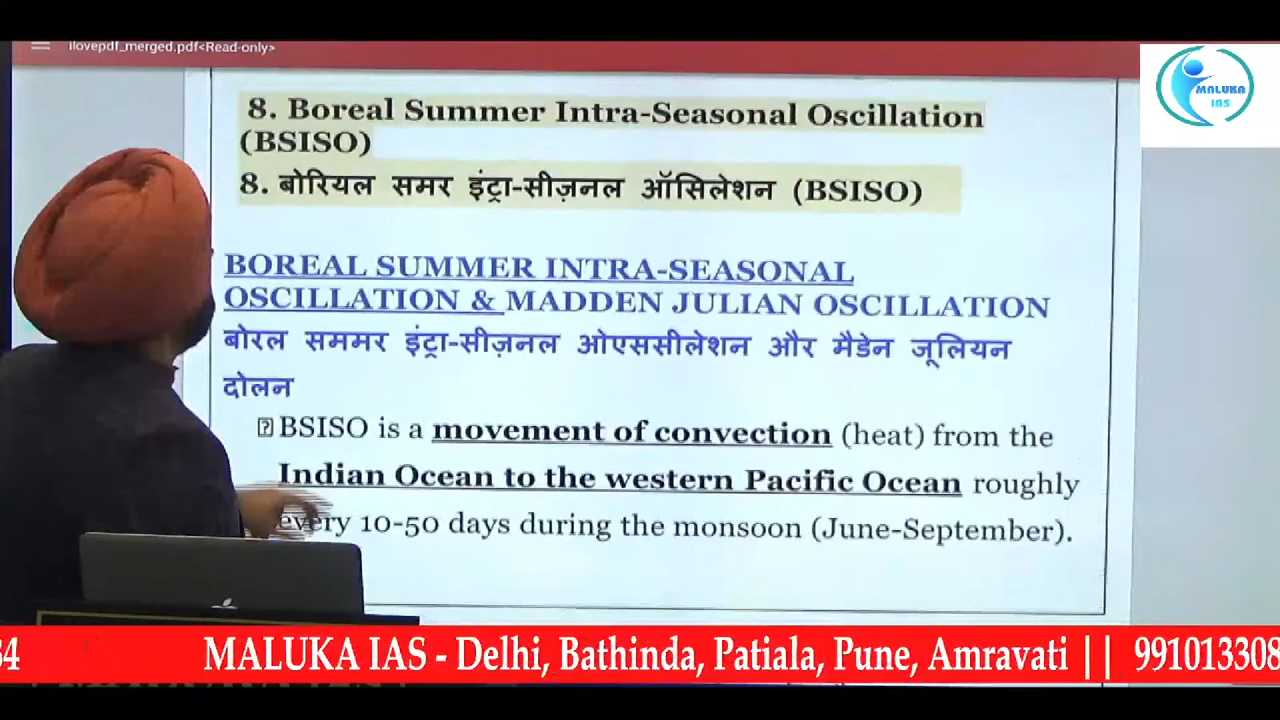 ilovepdf_merged.pdf<Read-only>
MALUKA
IAS
8. Boreal Summer Intra-Seasonal Oscillation
(BSISO)
8. बोरियल समर इंट्रा-सीज़नल ऑसिलेशन (BSISO)
BOREAL SUMMER INTRA-SEASONAL
OSCILLATION & MADDEN JULIAN OSCILLATION
बोरल सममर इंट्रा-सीज़नल ओएससीलेशन और मैडेन जूलियन
दोलन
BSISO is a movement of convection (heat) from the
Indian Ocean to the western Pacific Ocean roughly
every 10-50 days during the monsoon (June-September).
4 MALUKA IAS - Delhi, Bathinda, Patiala, Pune, Amravati || 991013308